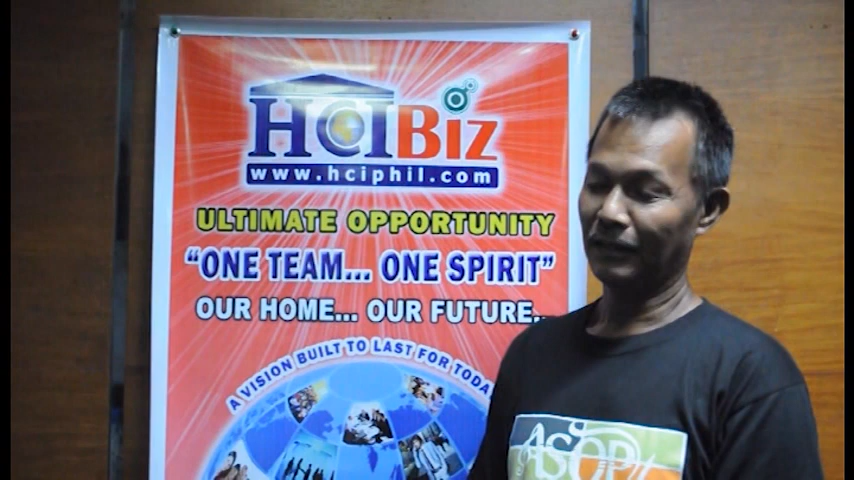 HCIBIZ
www.hciphil.com
ULTIMATE OPPORTUNITY
"ONE TEAM... ONE SPIRIT"
OUR HOME... OUR FUTURE..
A VISION BUILT TO LAST FOR TODA
ASOP